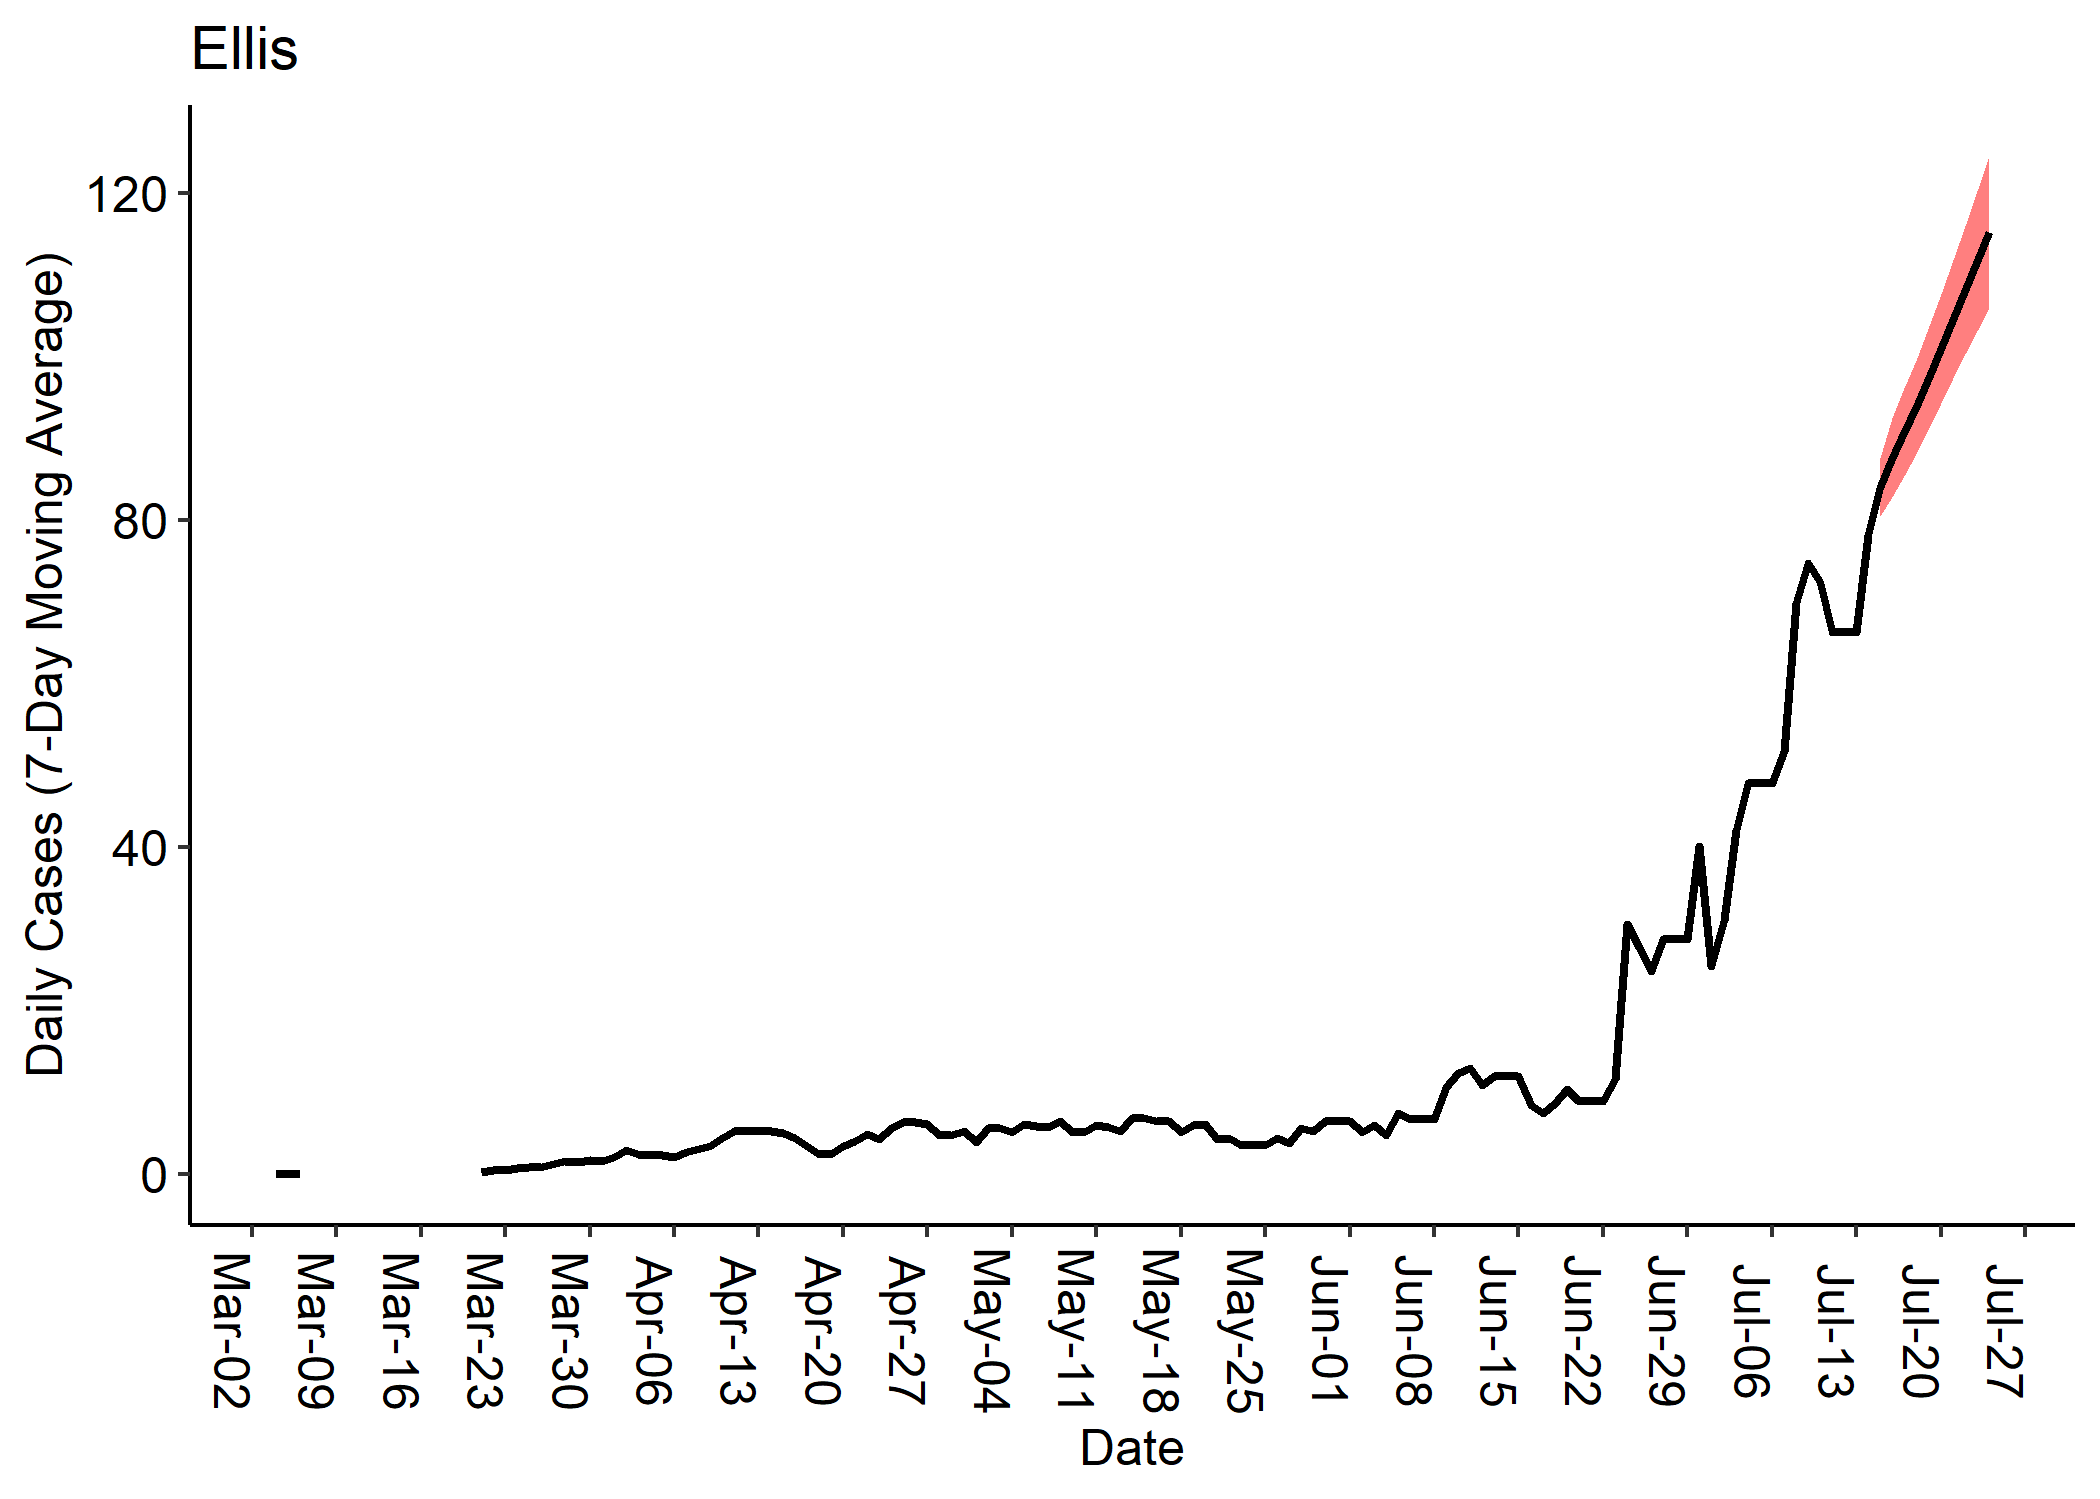 Ellis
Daily Cases (7-Day Moving Average)
120
80
40
0
Mar-02
Mar-09
Mar-16
Mar-23
Mar-30
Apr-06
Apr-13
Apr-20
Apr-27
May-04
May-11
May-18
May-25
Jun-01
Jun-08
Jun-15
Jun-22
Jun-29
Jul-06
Jul-13
Jul-20
Jul-27
Date